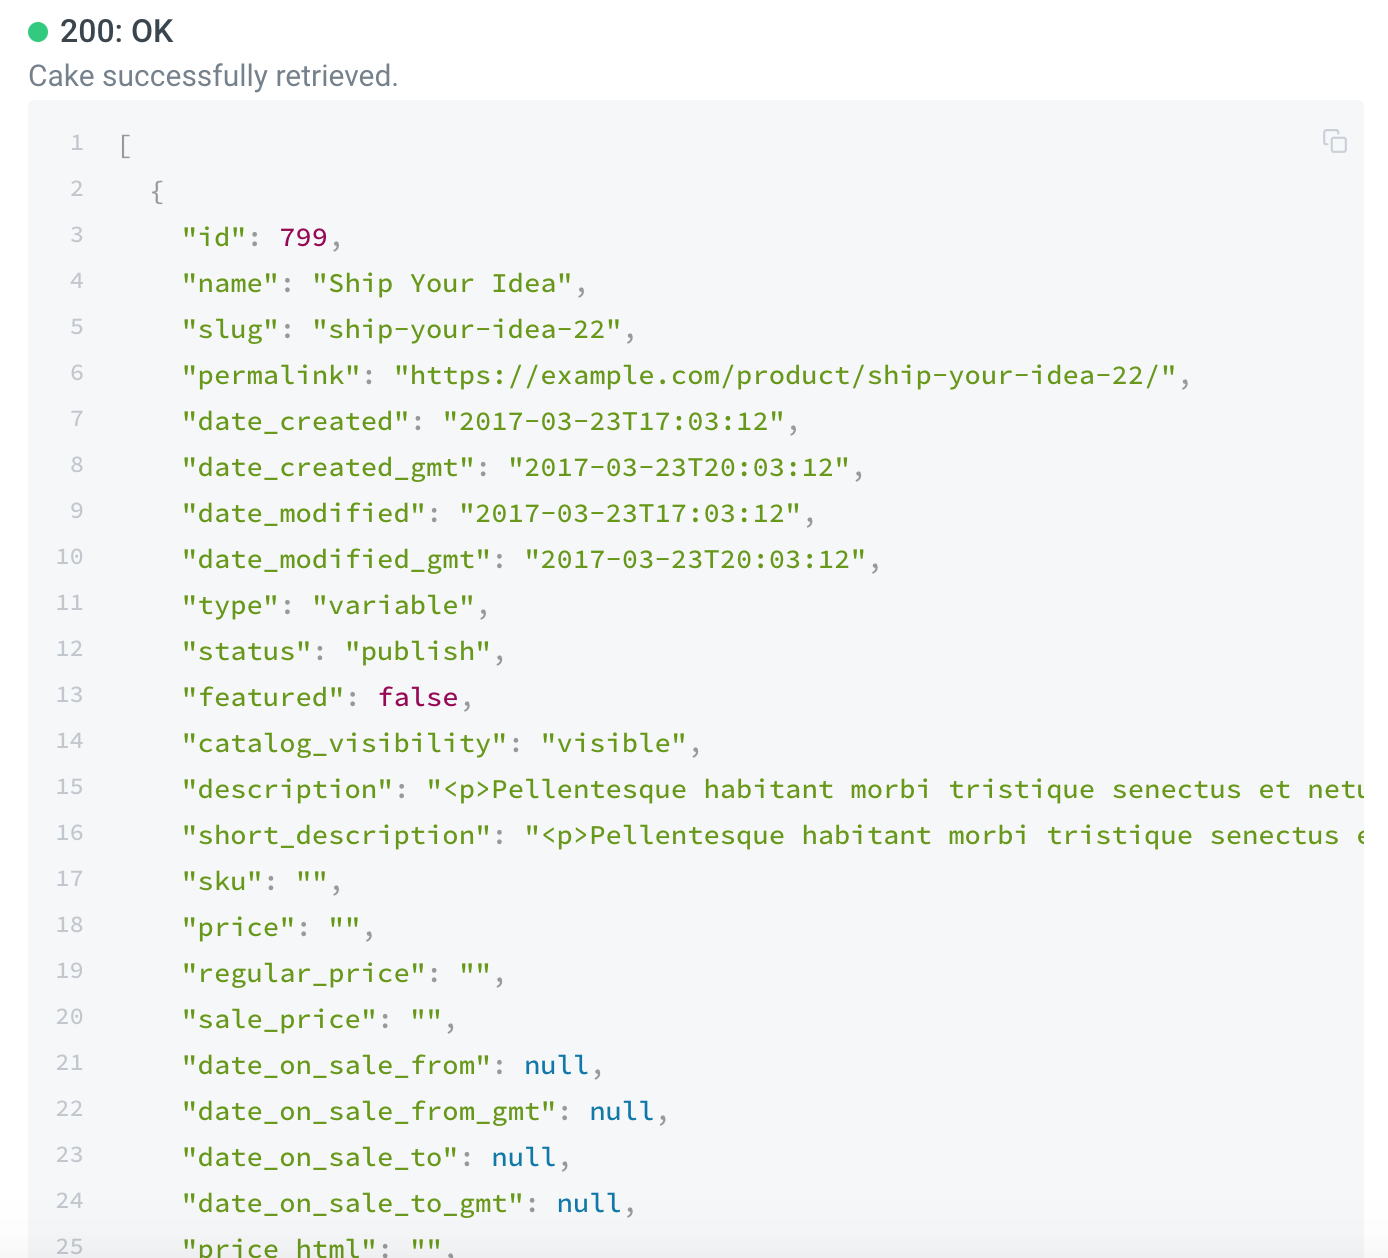 200: OK
Cake successfully retrieved.
1 [
2 {
3 "id": 799,
4 "name": "Ship Your Idea",
5 "slug": "ship-your-idea-22",
6 "permalink": "https://example.com/product/ship-your-idea-22/",
7 "date_created": "2017-03-23T17:03:12",
8 "date_created_gmt": "2017-03-23T20:03:12",
9 "date_modified": "2017-03-23T17:03:12",
10 "date_modified_gmt": "2017-03-23T20:03:12",
11 "type": "variable",
12 "status": "publish",
13 "featured": false,
14 "catalog_visibility": "visible",
15 "description": "<p>Pellentesque habitant morbi tristique senectus et netu
16 "short_description": "<p>Pellentesque habitant morbi tristique senectus e
17 "sku": "",
18 "price": "",
19 "regular_price": "",
20 "sale_price": "",
21 "date_on_sale_from": null,
22 "date_on_sale_from_gmt": null,
23 "date_on_sale_to": null,
24 "date_on_sale_to_gmt": null,
25 "price_html": "",